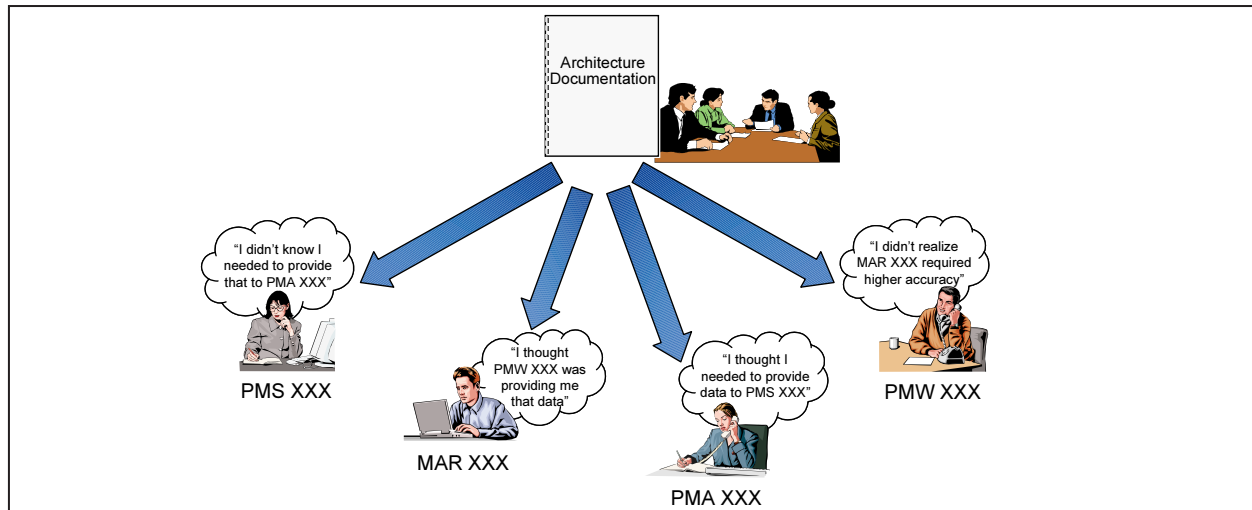 Architecture
Documentation
“I didn’t know I
needed to provide
that to PMA XXX”
PMS XXX
“I thought
PMW XXX was
providing me
that data”
MAR XXX
“I thought I
needed to provide
data to PMS XXX”
PMA XXX
“I didn’t realize
MAR XXX required
higher accuracy”
PMW XXX